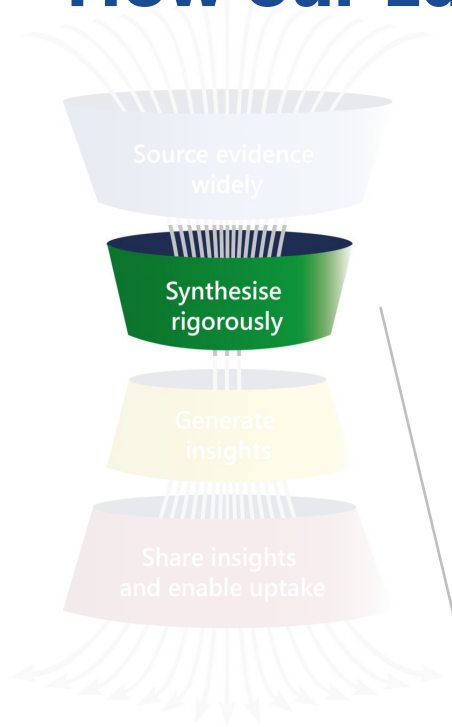 Source evidence
widely
Synthesise
rigorously
Generate
insights
Share insights
and enable uptake